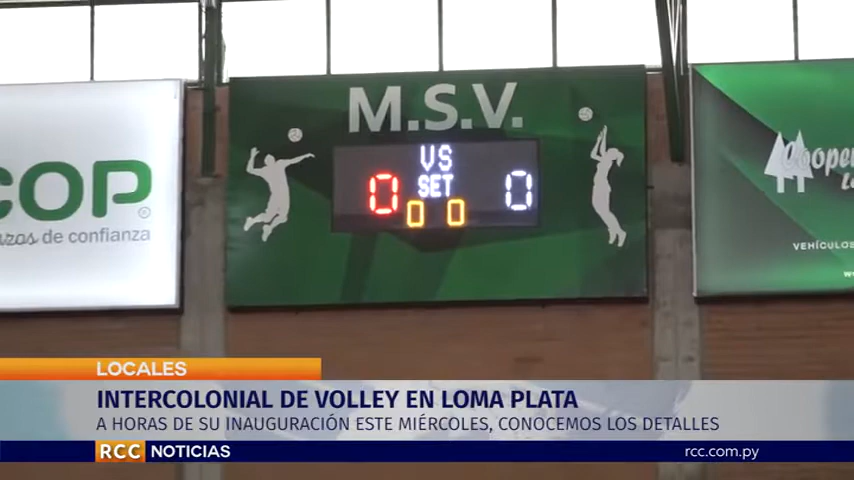 M.S.V.
VS
SET
0 0
0 0
COP
de confianza
VEHÍCULOS
LOCALES
INTERCOLONIAL DE VOLLEY EN LOMA PLATA
A HORAS DE SU INAUGURACIÓN ESTE MIÉRCOLES, CONOCEMOS LOS DETALLES
RCC NOTICIAS
rcc.com.py